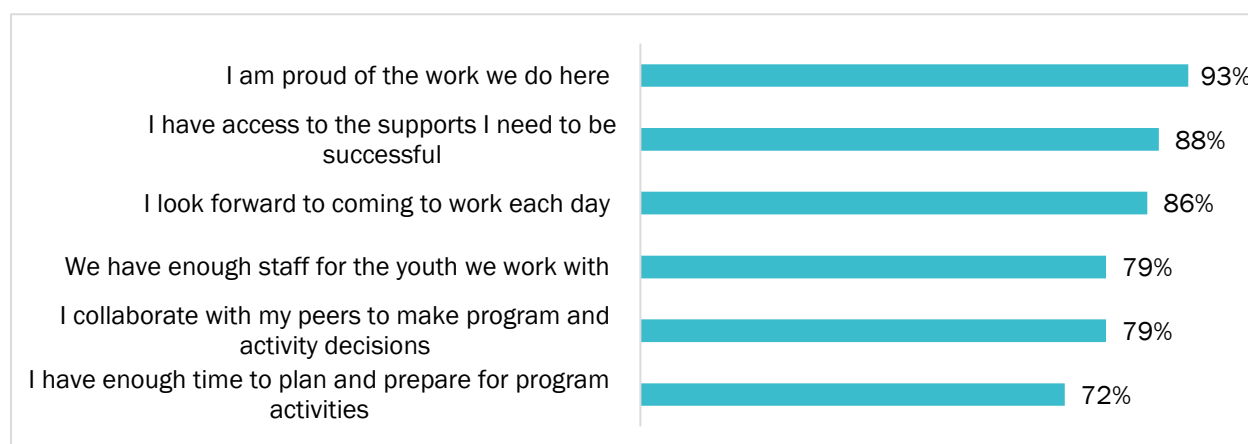 I am proud of the work we do here
93%
I have access to the supports I need to be
successful
88%
I look forward to coming to work each day
86%
We have enough staff for the youth we work with
79%
I collaborate with my peers to make program and
activity decisions
79%
I have enough time to plan and prepare for program
activities
72%